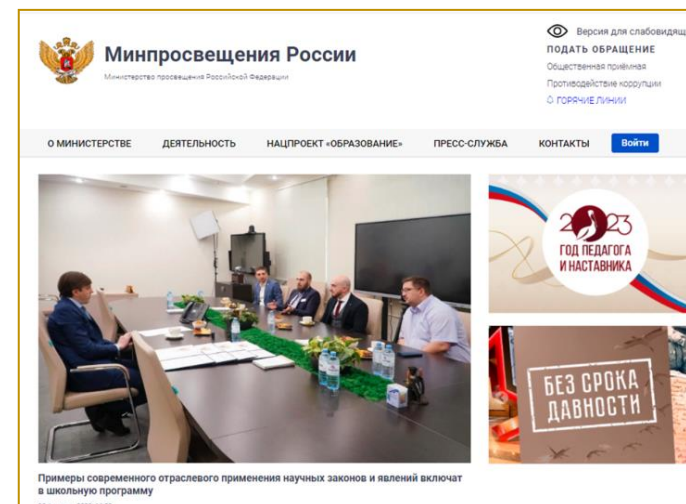 Минпросвещения России
Министерство просвещения Российской Федерации
Версия для слабовидящ
ПОДАТЬ ОБРАЩЕНИЕ
Общественная приёмная
Противодействие коррупции
ГОРЯЧИЕ ЛИНИИ
О МИНИСТЕРСТВЕ ДЕЯТЕЛЬНОСТЬ НАЦПРОЕКТ «ОБРАЗОВАНИЕ» ПРЕСС-СЛУЖБА КОНТАКТЫ Войти
2023
ГОД ПЕДАГОГА
И НАСТАВНИКА
БЕЗ СРОКА
ДАВНОСТИ
Примеры современного отраслевого применения научных законов и явлений включат
в школьную программу